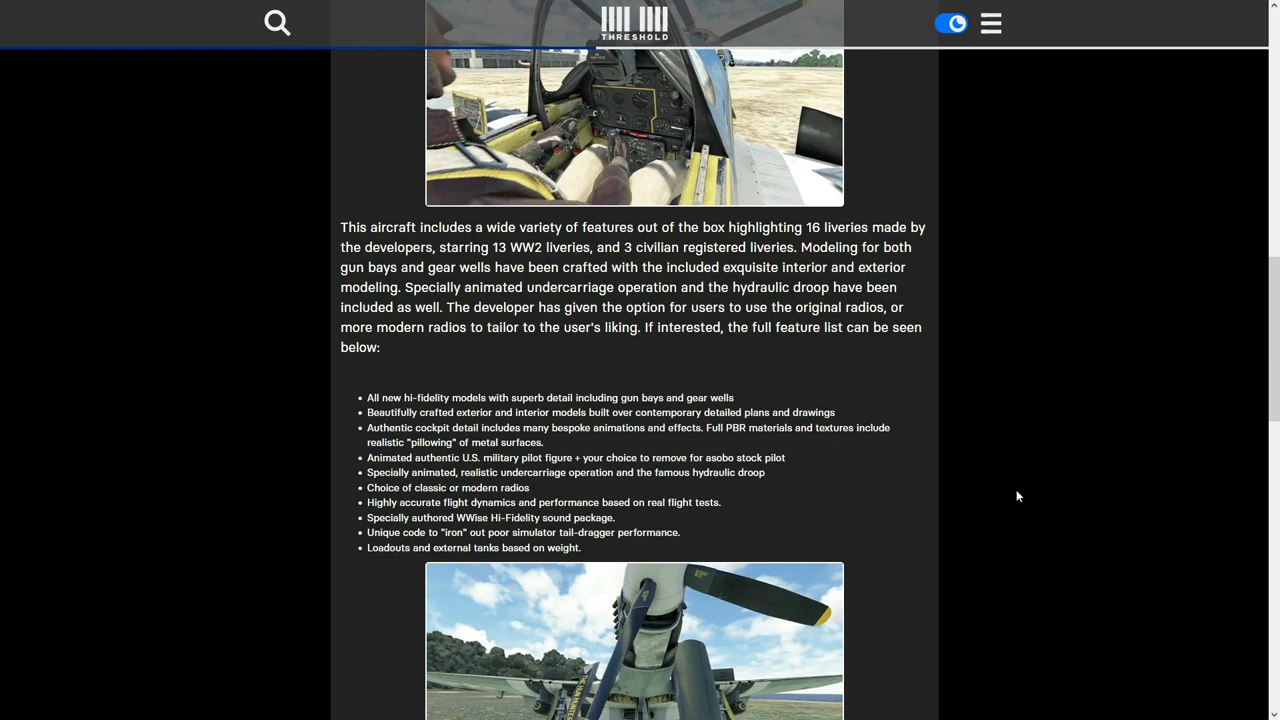 THRESHOLD
This aircraft includes a wide variety of features out of the box highlighting 16 liveries made by
the developers, starring 13 WW2 liveries, and 3 civilian registered liveries. Modeling for both
gun bays and gear wells have been crafted with the included exquisite interior and exterior
modeling. Specially animated undercarriage operation and the hydraulic droop have been
included as well. The developer has given the option for users to use the original radios, or
more modern radios to tailor to the user's liking. If interested, the full feature list can be seen
below:
• All new hi-fidelity models with superb detail including gun bays and gear wells
• Beautifully crafted exterior and interior models built over contemporary detailed plans and drawings
• Authentic cockpit detail includes many bespoke animations and effects. Full PBR materials and textures include
realistic "pillowing" of metal surfaces.
• Animated authentic U.S. military pilot figure + your choice to remove for asobo stock pilot
• Specially animated, realistic undercarriage operation and the famous hydraulic droop
• Choice of classic or modern radios
• Highly accurate flight dynamics and performance based on real flight tests.
• Specially authored WWise Hi-Fidelity sound package.
• Unique code to "iron" out poor simulator tail-dragger performance.
• Loadouts and external tanks based on weight.